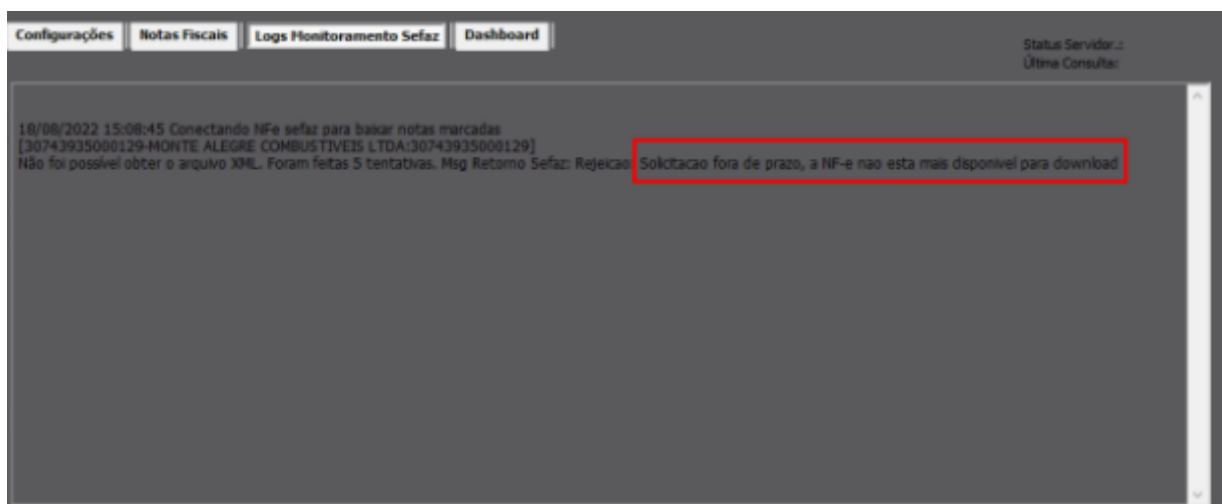 Configurações Notas Fiscais Logs Monitoramento Sefaz Dashboard
Status Servidor..:
Última Consulta:
18/08/2022 15:08:45 Conectando NFe sefaz para baixar notas marcadas
[30743935000129-MONTE ALEGRE COMBUSTIVEIS LTDA:30743935000129]
Não foi possível obter o arquivo XML. Foram feitas 5 tentativas. Msg Retorno Sefaz: Rejeicao: Solicitacao fora de prazo, a NF-e nao esta mais disponivel para download